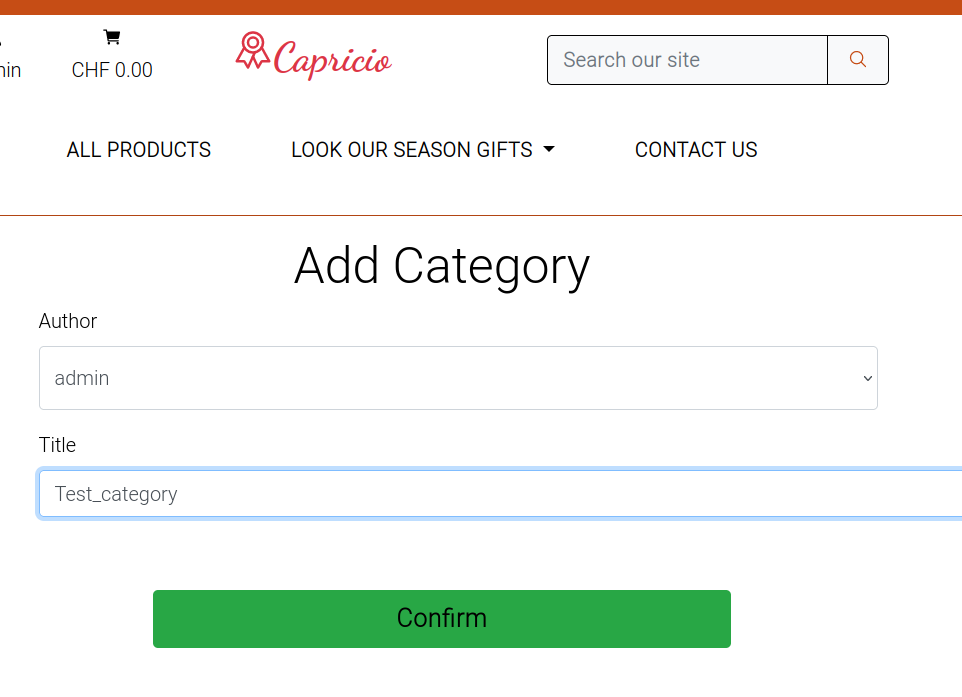 CHF 0.00
Capricio
Search our site
ALL PRODUCTS
LOOK OUR SEASON GIFTS
CONTACT US
Add Category
Author
admin
Title
Test_category
Confirm